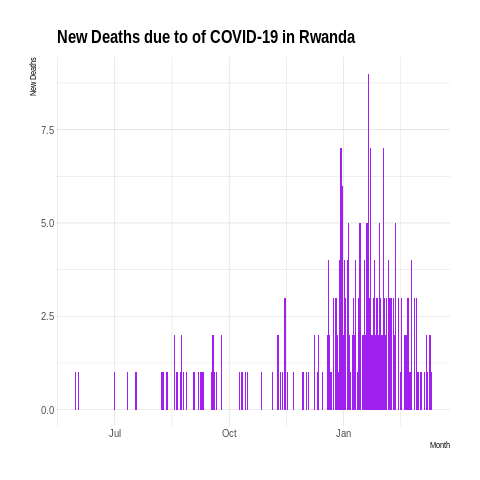 New Deaths due to of COVID-19 in Rwanda
New Deaths
7.5
5.0
2.5
0.0
Jul
Oct
Jan
Month